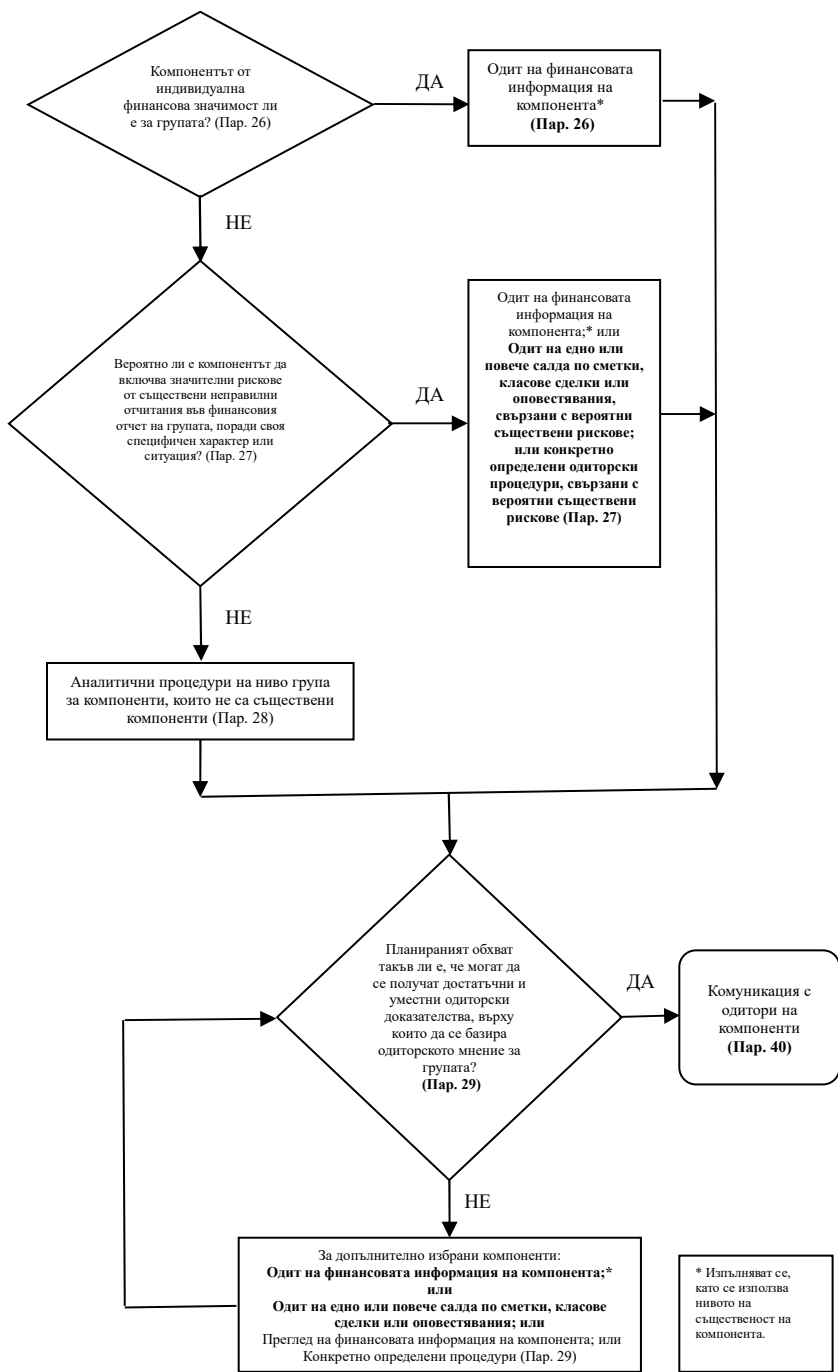 Компонентът от
индивидуална
финансова значимост ли
е за групата? (Пар. 26)
ДА
Одит на финансовата
информация на
компонента*
(Пар. 26)
НЕ
Вероятно ли е компонентът да
включва значителни рискове
от съществени неправилни
отчитания във финансовия
отчет на групата, поради своя
специфичен характер или
ситуация? (Пар. 27)
ДА
Одит на финансовата
информация на
компонента;* или
Одит на едно или
повече салда по сметки,
класове сделки или
оповестявания,
свързани с вероятни
съществени рискове;
или конкретно
определени одиторски
процедури, свързани с
вероятни съществени
рискове (Пар. 27)
НЕ
Аналитични процедури на ниво група
за компоненти, които не са съществени
компоненти (Пар. 28)
Планираният обхват
такъв ли е, че могат да
се получат достатъчни и
уместни одиторски
доказателства, върху
които да се базира
одиторското мнение за
групата?
(Пар. 29)
ДА
Комуникация с
одитори на
компоненти
(Пар. 40)
НЕ
За допълнително избрани компоненти:
Одит на финансовата информация на компонента;*
или
Одит на едно или повече салда по сметки, класове
сделки или оповестявания; или
Преглед на финансовата информация на компонента; или
Конкретно определени процедури (Пар. 29)
* Изпълняват се,
като се използва
нивото на
същественост на
компонента.